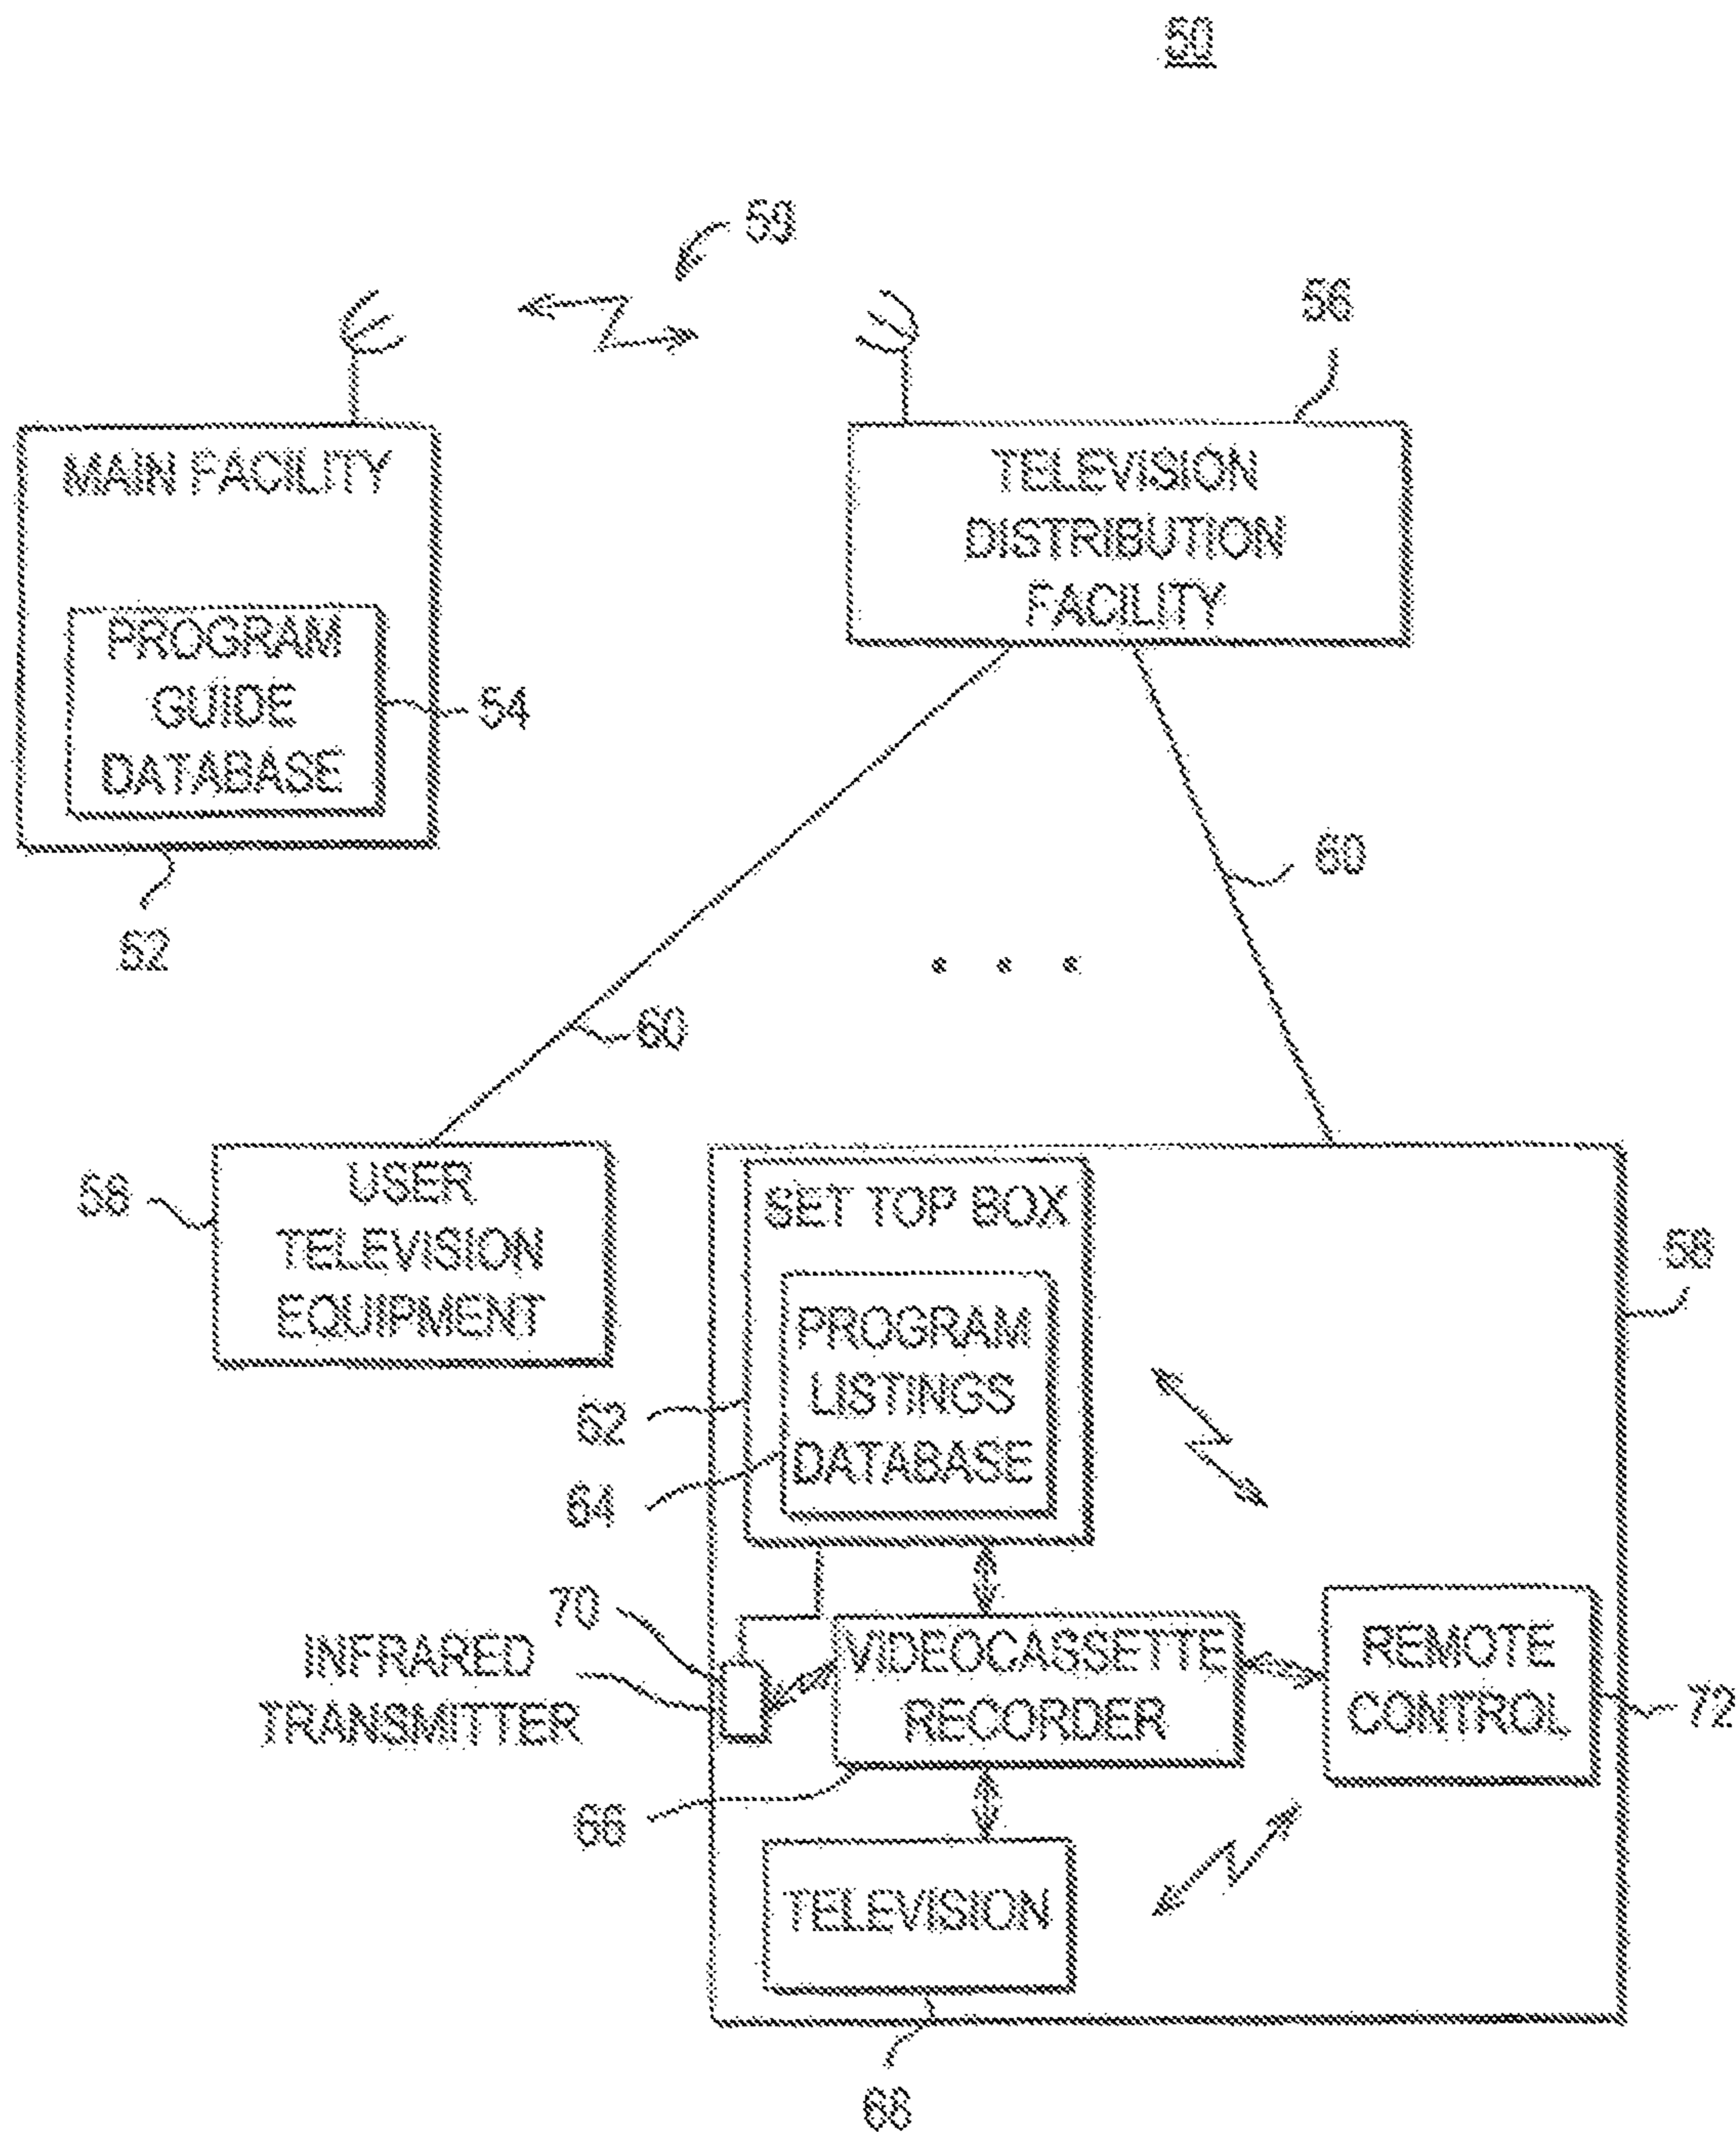 50
59
56
MAIN FACILITY
TELEVISION
DISTRIBUTION
FACILITY
PROGRAM
GUIDE
DATABASE
54
52
60
60
58
USER
TELEVISION
EQUIPMENT
SET TOP BOX
58
PROGRAM
LISTINGS
DATABASE
62
64
70
INFRARED
TRANSMITTER
VIDEOCASSETTE
RECORDER
REMOTE
CONTROL
72
66
TELEVISION
68